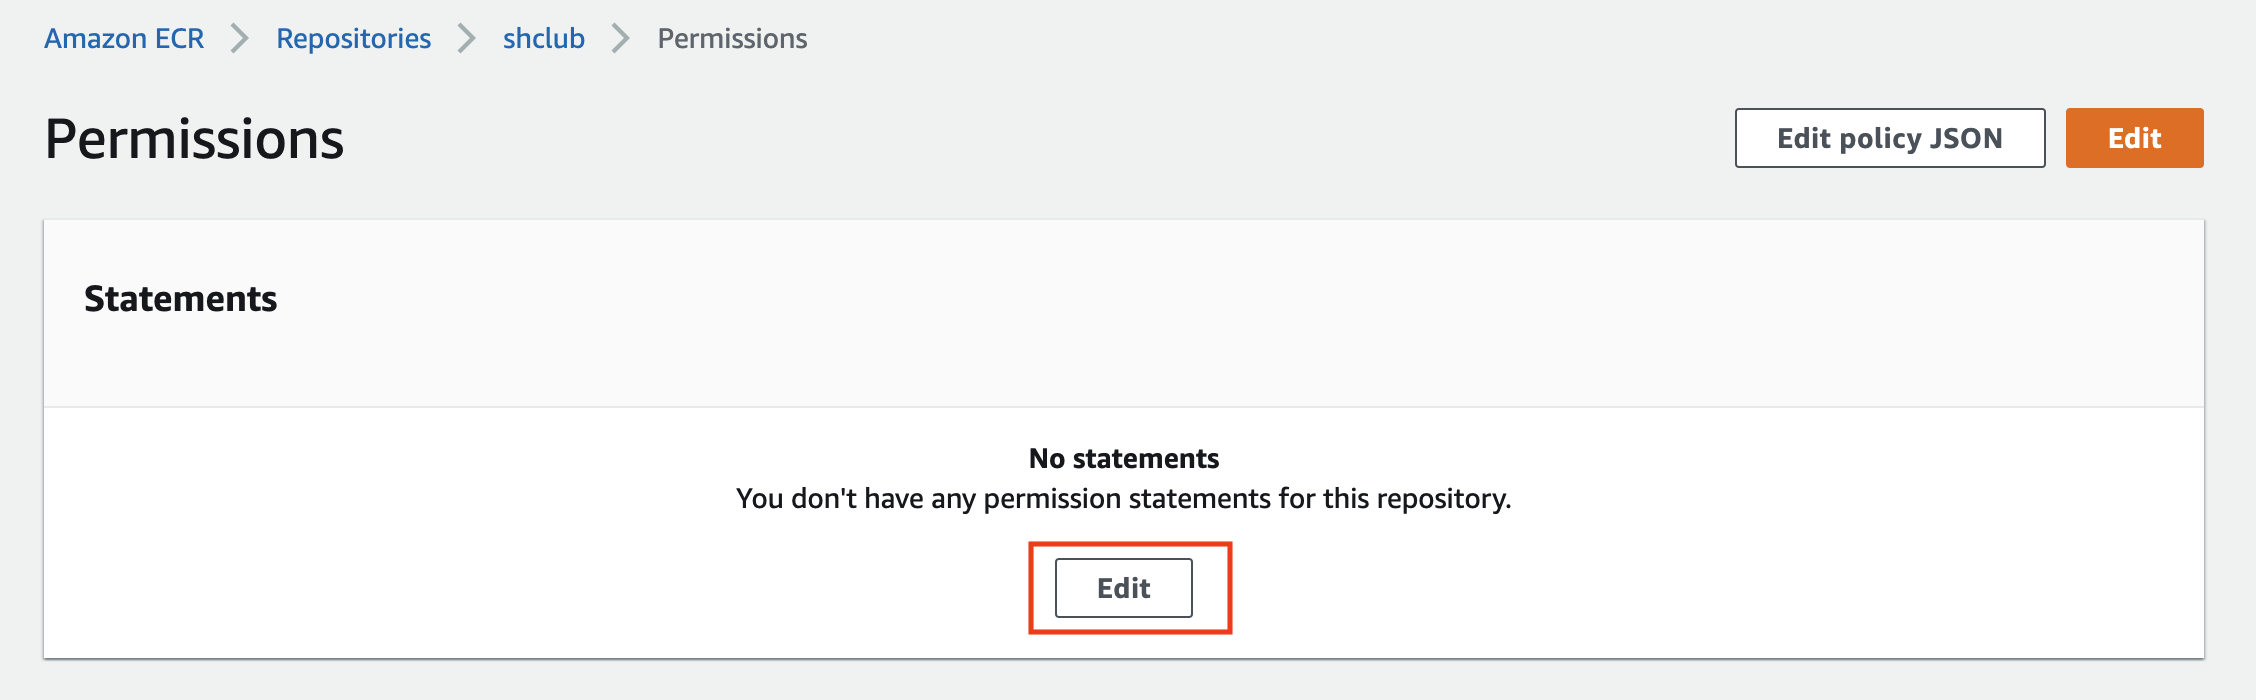 Amazon ECR > Repositories > shclub > Permissions
Permissions
Edit policy JSON
Edit
Statements
No statements
You don't have any permission statements for this repository.
Edit